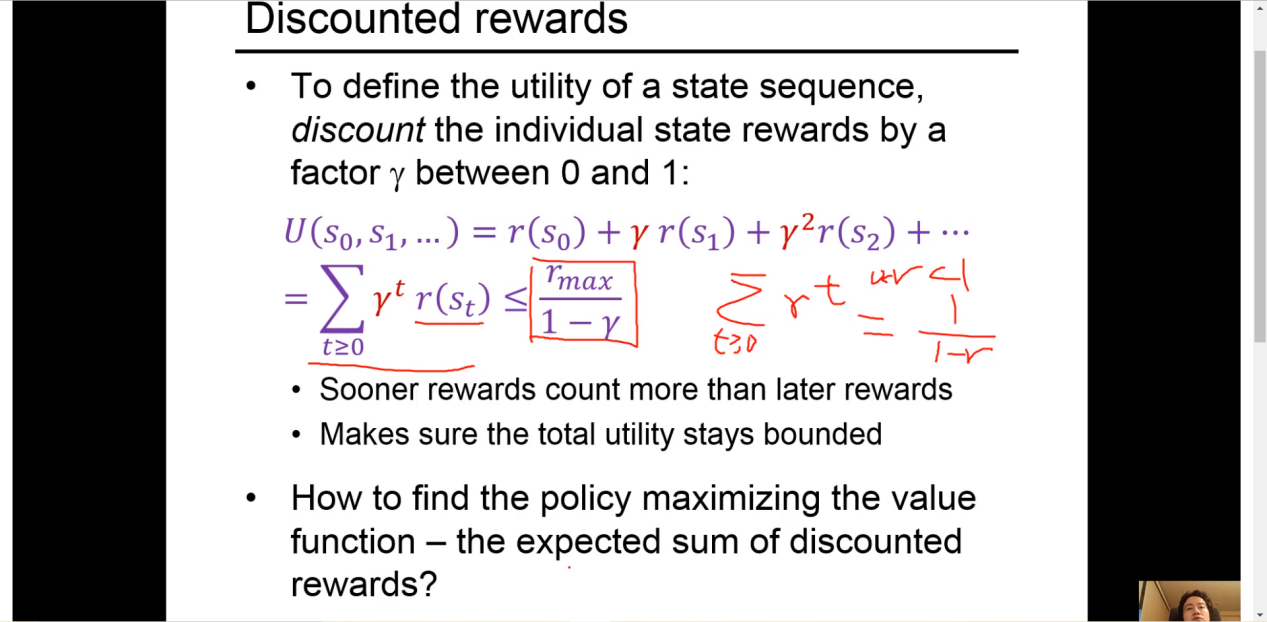 Discounted rewards
• To define the utility of a state sequence,
discount the individual state rewards by a
factor γ between 0 and 1:
U(s₀, s₁, …) = r(s₀) + γ r(s₁) + γ²r(s₂) + ⋯
= ∑_{t≥0} γᵗ r(sₜ) ≤ r_max / (1 − γ)
∑_{t≥0} rᵗ = 1 / (1−r)
• Sooner rewards count more than later rewards
• Makes sure the total utility stays bounded
• How to find the policy maximizing the value
function – the expected sum of discounted
rewards?